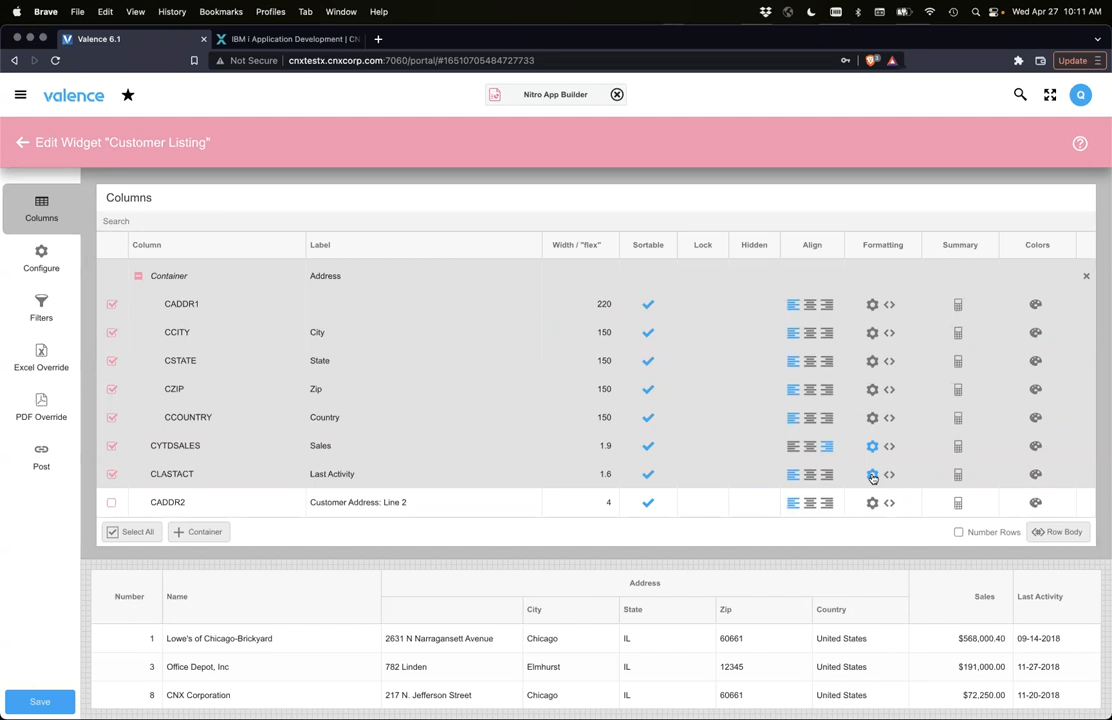 Brave File Edit View History Bookmarks Profiles Tab Window Help Wed Apr 27 10:11 AM
Valence 6.1 IBM i Application Development | CN
Not Secure cnxtestx.cnxcorp.com:7060/portal/#16510705484727733 Update
valence Nitro App Builder Q
Edit Widget "Customer Listing"
Columns
Configure
Filters
Excel Override
PDF Override
Post
Save
Columns
Search
Column Label Width / "flex" Sortable Lock Hidden Align Formatting Summary Colors
Container Address
CADDR1 220
CCITY City 150
CSTATE State 150
CZIP Zip 150
CCOUNTRY Country 150
CYTDSALES Sales 1.9
CLASTACT Last Activity 1.6
CADDR2 Customer Address: Line 2 4
Select All Container Number Rows Row Body
Address
Number Name Sales Last Activity
City State Zip Country
1 Lowe's of Chicago-Brickyard 2631 N Narragansett Avenue Chicago IL 60661 United States $568,000.40 09-14-2018
3 Office Depot, Inc 782 Linden Elmhurst IL 12345 United States $191,000.00 11-27-2018
8 CNX Corporation 217 N. Jefferson Street Chicago IL 60661 United States $72,250.00 11-20-2018